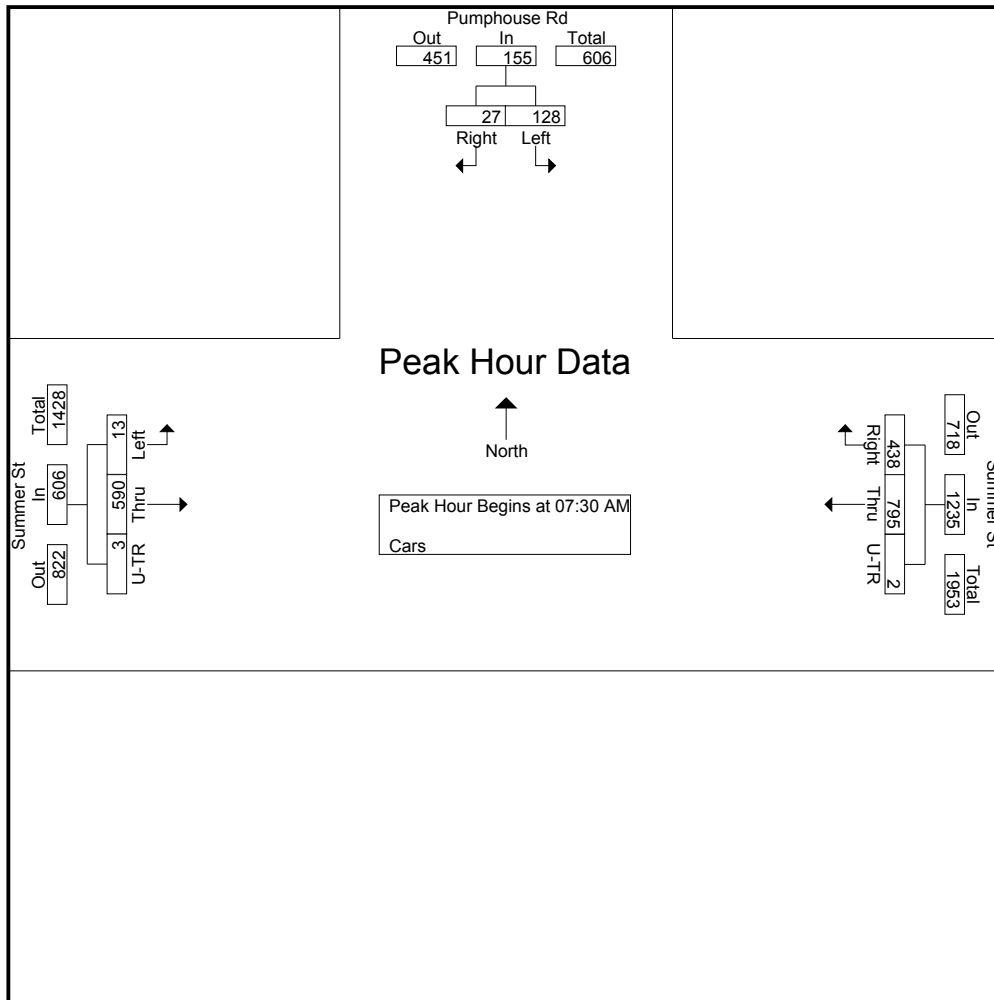 Pumphouse Rd
Out In Total
451 155 606
27 128
Right Left
Peak Hour Data
North
Peak Hour Begins at 07:30 AM
Cars
Summer St
Total In Out
1428 606 822
13 590 3
Left Thru U-TR
Summer St
Out In Total
718 1235 1953
438 795 2
Right Thru U-TR